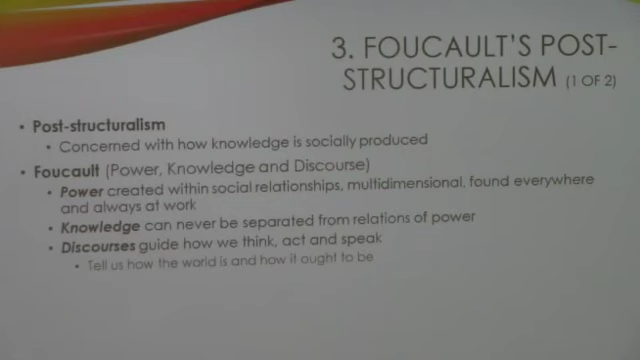 3. FOUCAULT'S POST-
STRUCTURALISM (1 OF 2)
• Post-structuralism
• Concerned with how knowledge is socially produced
• Foucault (Power, Knowledge and Discourse)
• Power created within social relationships, multidimensional, found everywhere
and always at work
• Knowledge can never be separated from relations of power
• Discourses guide how we think, act and speak
• Tell us how the world is and how it ought to be